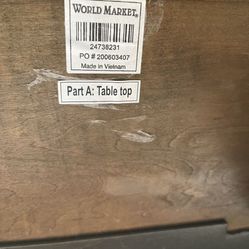 WORLD MARKET®
24738231
PO # 200603407
Made in Vietnam
Part A: Table top